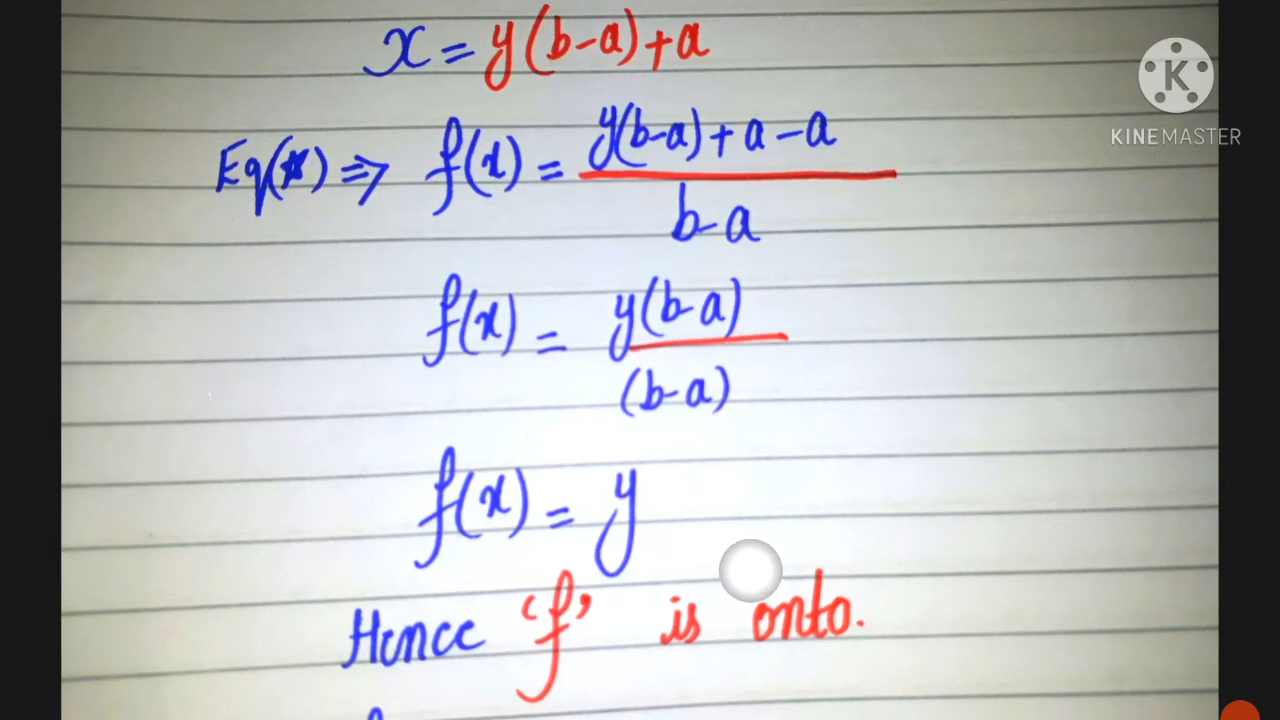 x = y(b-a)+a
KINEMASTER
Eq(*) ⇒ f(x) = y(b-a)+a-a / b-a
f(x) = y(b-a) / (b-a)
f(x) = y
Hence 'f' is onto.